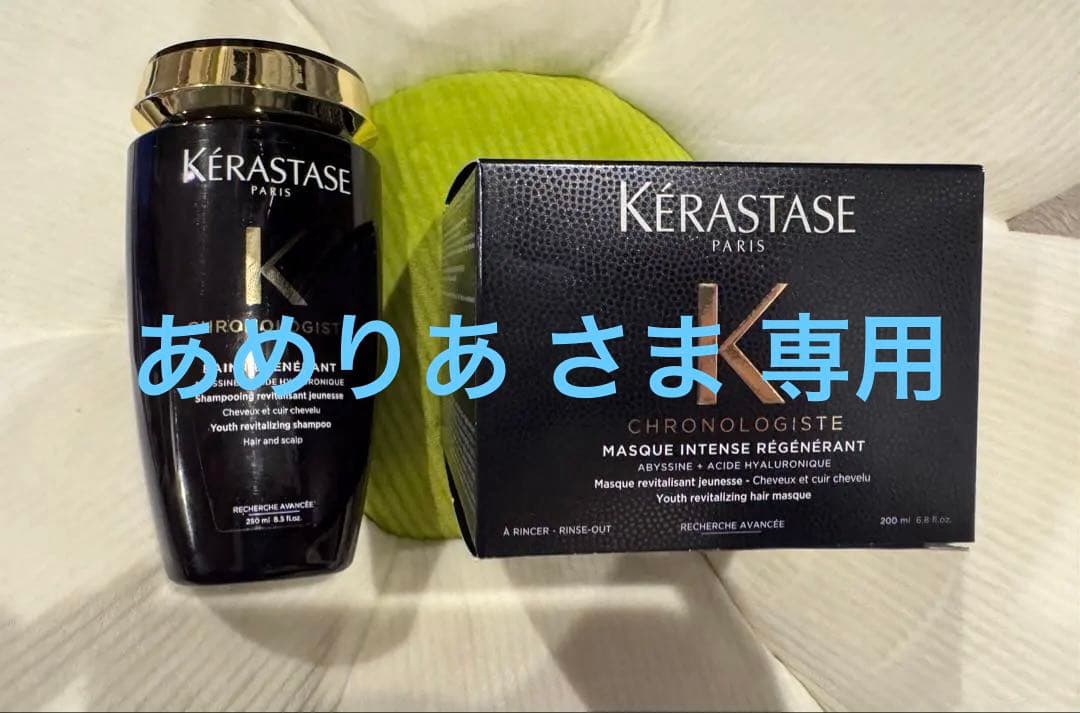 KÉRASTASE
PARIS
K
CHRONOLOGIST
RÉGÉNÉRANT
Shampooing revitalisant jeunesse
Cheveux et cuir chevelu
Youth revitalizing shampoo
Hair and scalp
RECHERCHE AVANCÉE
250 ml 8.5 fl.oz.
KÉRASTASE
PARIS
K
CHRONOLOGISTE
MASQUE INTENSE RÉGÉNÉRANT
ABYSSINE + ACIDE HYALURONIQUE
Masque revitalisant jeunesse - Cheveux et cuir chevelu
Youth revitalizing hair masque
À RINCER - RINSE-OUT
RECHERCHE AVANCÉE
200 ml 6.8 fl.oz.
あめりあ さま 専用